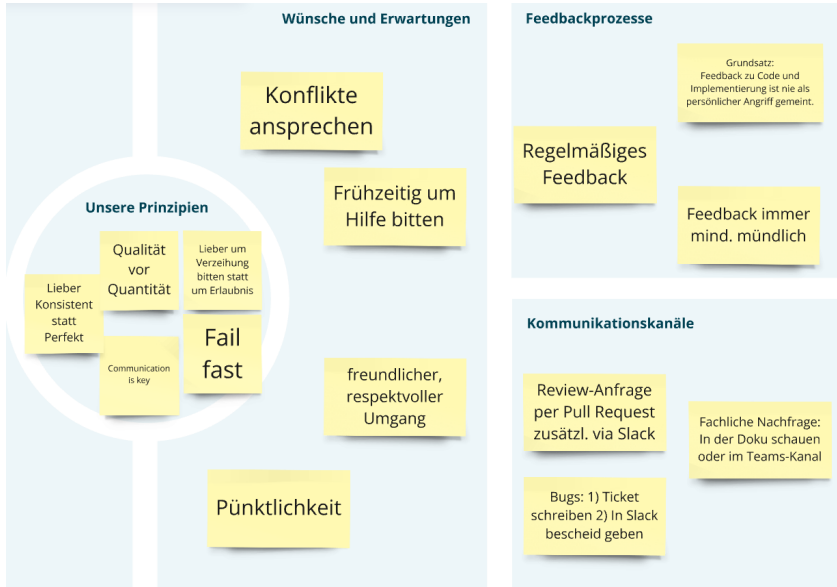 Wünsche und Erwartungen
Konflikte
ansprechen
Frühzeitig um
Hilfe bitten
freundlicher,
respektvoller
Umgang
Pünktlichkeit
Unsere Prinzipien
Qualität
vor
Quantität
Lieber um
Verzeihung
bitten statt
um Erlaubnis
Lieber
Konsistent
statt
Perfekt
Communication
is key
Fail
fast
Feedbackprozesse
Grundsatz:
Feedback zu Code und
Implementierung ist nie als
persönlicher Angriff gemeint.
Regelmäßiges
Feedback
Feedback immer
mind. mündlich
Kommunikationskanäle
Review-Anfrage
per Pull Request
zusätzl. via Slack
Fachliche Nachfrage:
In der Doku schauen
oder im Teams-Kanal
Bugs: 1) Ticket
schreiben 2) In Slack
bescheid geben